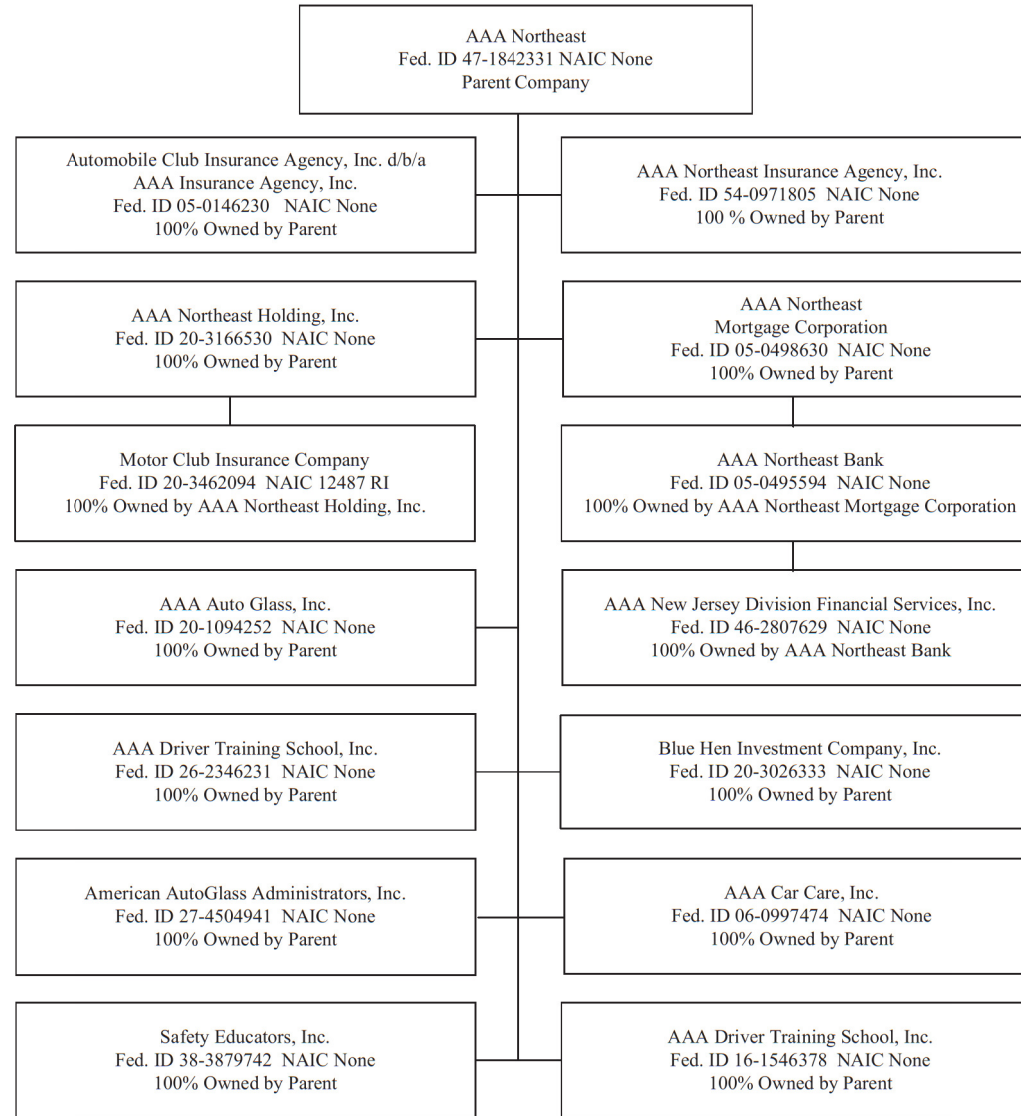 AAA Northeast
Fed. ID 47-1842331 NAIC None
Parent Company
Automobile Club Insurance Agency, Inc. d/b/a
AAA Insurance Agency, Inc.
Fed. ID 05-0146230 NAIC None
100% Owned by Parent
AAA Northeast Insurance Agency, Inc.
Fed. ID 54-0971805 NAIC None
100 % Owned by Parent
AAA Northeast Holding, Inc.
Fed. ID 20-3166530 NAIC None
100% Owned by Parent
AAA Northeast
Mortgage Corporation
Fed. ID 05-0498630 NAIC None
100% Owned by Parent
Motor Club Insurance Company
Fed. ID 20-3462094 NAIC 12487 RI
100% Owned by AAA Northeast Holding, Inc.
AAA Northeast Bank
Fed. ID 05-0495594 NAIC None
100% Owned by AAA Northeast Mortgage Corporation
AAA Auto Glass, Inc.
Fed. ID 20-1094252 NAIC None
100% Owned by Parent
AAA New Jersey Division Financial Services, Inc.
Fed. ID 46-2807629 NAIC None
100% Owned by AAA Northeast Bank
AAA Driver Training School, Inc.
Fed. ID 26-2346231 NAIC None
100% Owned by Parent
Blue Hen Investment Company, Inc.
Fed. ID 20-3026333 NAIC None
100% Owned by Parent
American AutoGlass Administrators, Inc.
Fed. ID 27-4504941 NAIC None
100% Owned by Parent
AAA Car Care, Inc.
Fed. ID 06-0997474 NAIC None
100% Owned by Parent
Safety Educators, Inc.
Fed. ID 38-3879742 NAIC None
100% Owned by Parent
AAA Driver Training School, Inc.
Fed. ID 16-1546378 NAIC None
100% Owned by Parent